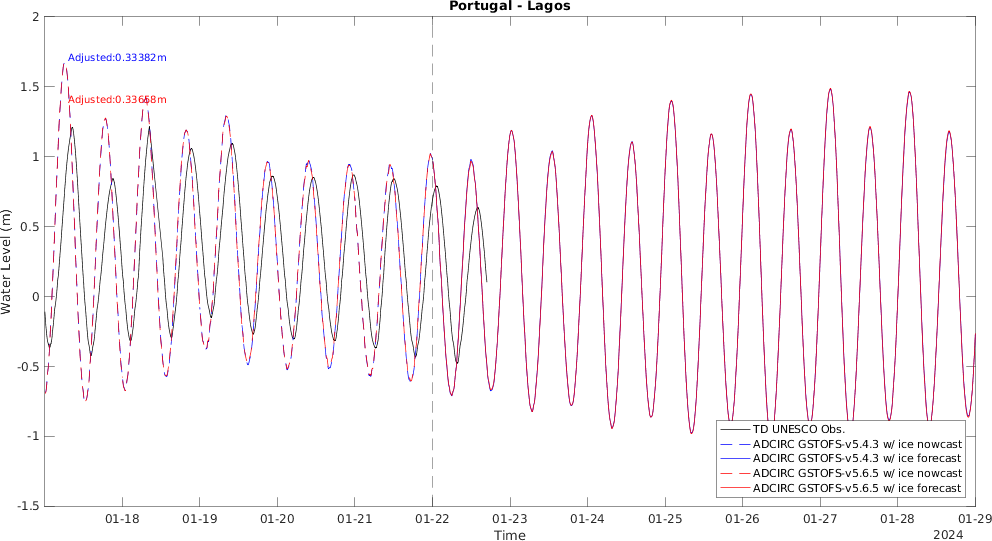 Portugal - Lagos
2
1.5
1
0.5
0
-0.5
-1
-1.5
Water Level (m)
Adjusted:0.33382m
Adjusted:0.33658m
TD UNESCO Obs.
ADCIRC GSTOFS-v5.4.3 w/ ice nowcast
ADCIRC GSTOFS-v5.4.3 w/ ice forecast
ADCIRC GSTOFS-v5.6.5 w/ ice nowcast
ADCIRC GSTOFS-v5.6.5 w/ ice forecast
01-18 01-19 01-20 01-21 01-22 01-23 01-24 01-25 01-26 01-27 01-28 01-29
Time
2024